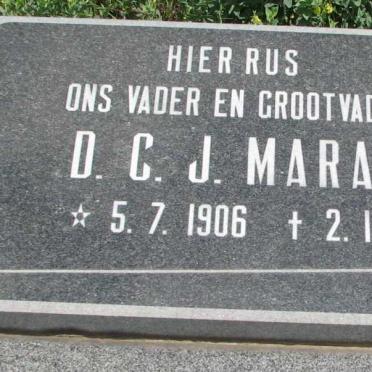 HIER RUS
ONS VADER EN GROOTVAD
D. C. J. MARA
☆ 5. 7. 1906 † 2. 1